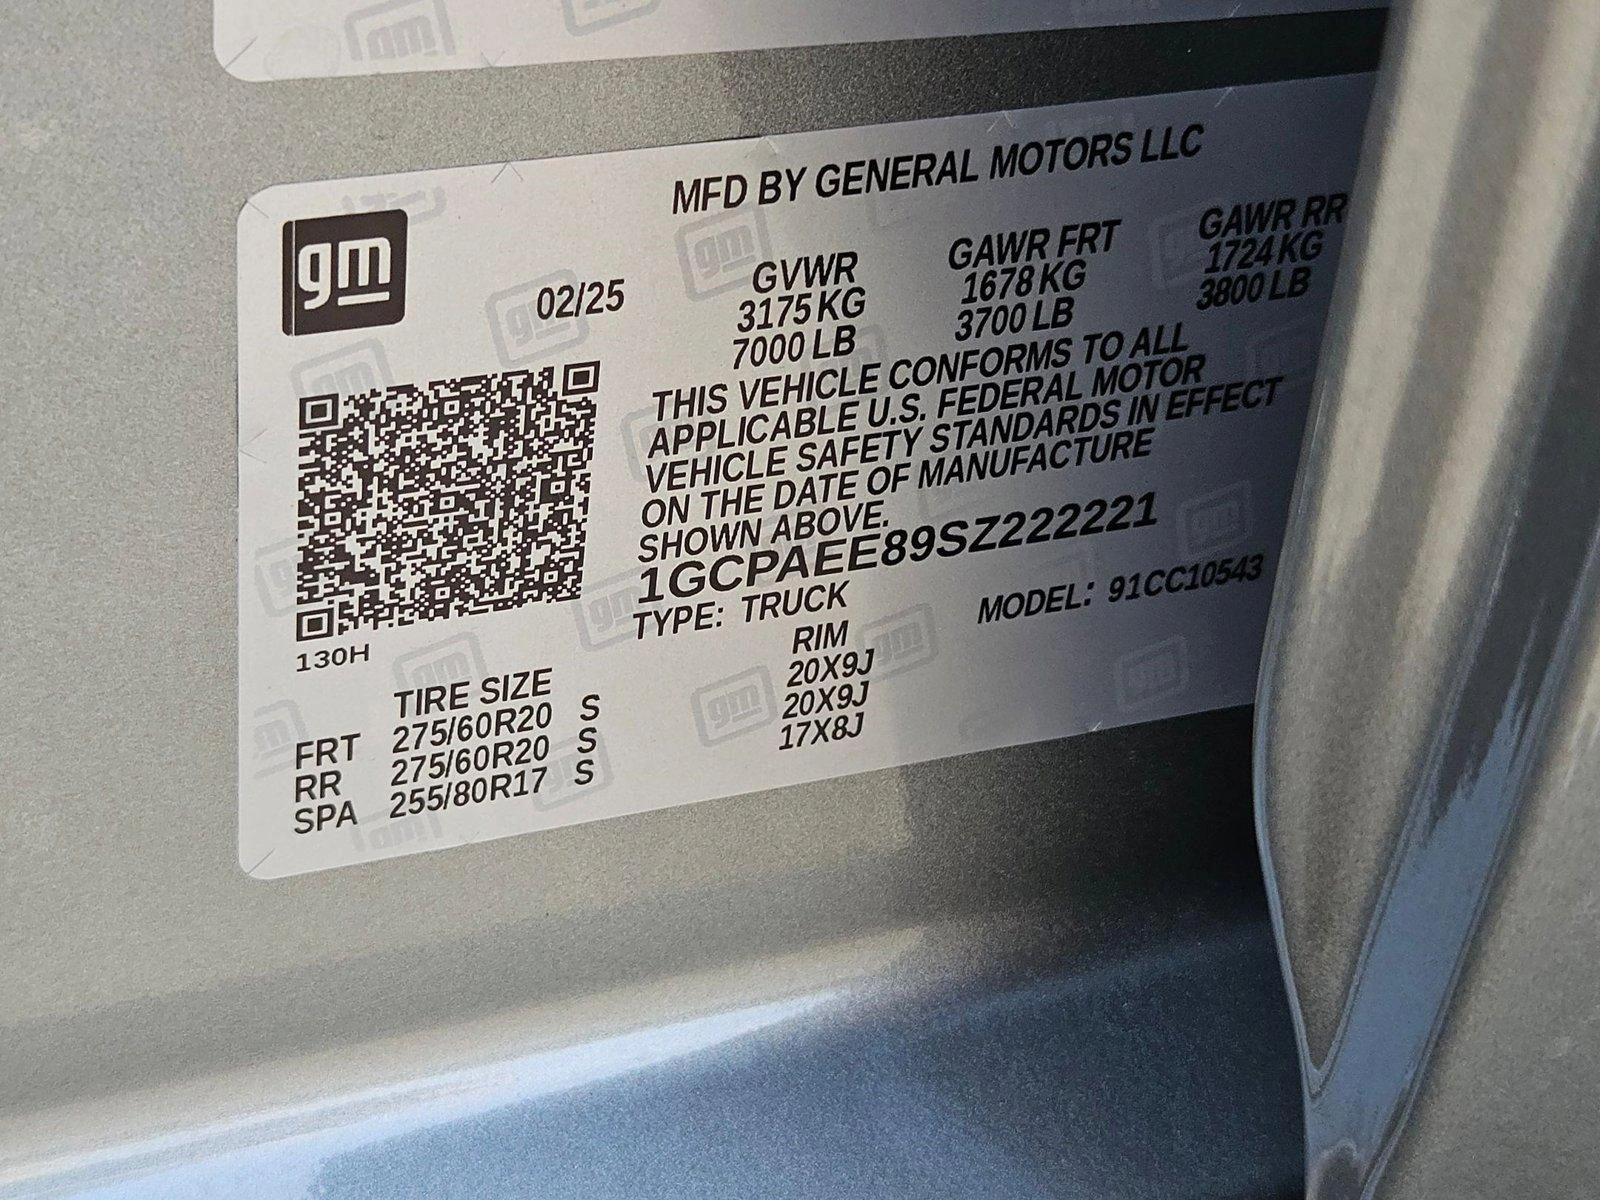 MFD BY GENERAL MOTORS LLC
gm
02/25
GVWR GAWR FRT GAWR RR
3175 KG 1678 KG 1724 KG
7000 LB 3700 LB 3800 LB
THIS VEHICLE CONFORMS TO ALL
APPLICABLE U.S. FEDERAL MOTOR
VEHICLE SAFETY STANDARDS IN EFFECT
ON THE DATE OF MANUFACTURE
SHOWN ABOVE.
1GCPAEE89SZ222221
TYPE: TRUCK MODEL: 91CC10543
130H
TIRE SIZE RIM
FRT 275/60R20 S 20X9J
RR 275/60R20 S 20X9J
SPA 255/80R17 S 17X8J